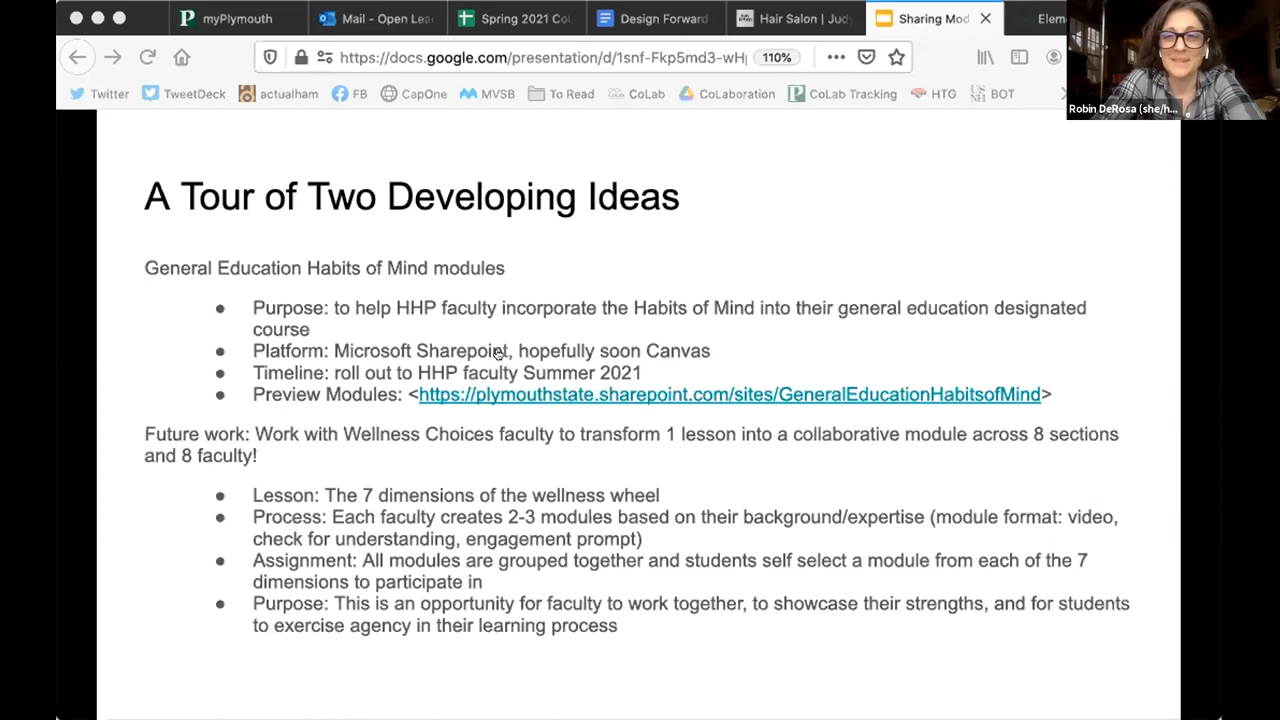 myPlymouth
Mail - Open Lea
Spring 2021 CoL
Design Forward
Hair Salon | Judy
Sharing Mod
Eleme
https://docs.google.com/presentation/d/1snf-Fkp5md3-wHj
110%
Twitter
TweetDeck
actualham
FB
CapOne
MVSB
To Read
CoLab
CoLaboration
CoLab Tracking
HTG
BOT
Robin DeRosa (she/h...
A Tour of Two Developing Ideas
General Education Habits of Mind modules
● Purpose: to help HHP faculty incorporate the Habits of Mind into their general education designated
course
● Platform: Microsoft Sharepoint, hopefully soon Canvas
● Timeline: roll out to HHP faculty Summer 2021
● Preview Modules: <https://plymouthstate.sharepoint.com/sites/GeneralEducationHabitsofMind>
Future work: Work with Wellness Choices faculty to transform 1 lesson into a collaborative module across 8 sections
and 8 faculty!
● Lesson: The 7 dimensions of the wellness wheel
● Process: Each faculty creates 2-3 modules based on their background/expertise (module format: video,
check for understanding, engagement prompt)
● Assignment: All modules are grouped together and students self select a module from each of the 7
dimensions to participate in
● Purpose: This is an opportunity for faculty to work together, to showcase their strengths, and for students
to exercise agency in their learning process